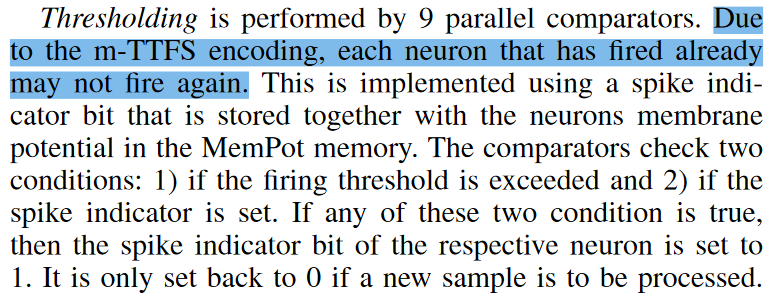 Thresholding is performed by 9 parallel comparators. Due
to the m-TTFS encoding, each neuron that has fired already
may not fire again. This is implemented using a spike indi-
cator bit that is stored together with the neurons membrane
potential in the MemPot memory. The comparators check two
conditions: 1) if the firing threshold is exceeded and 2) if the
spike indicator is set. If any of these two condition is true,
then the spike indicator bit of the respective neuron is set to
1. It is only set back to 0 if a new sample is to be processed.